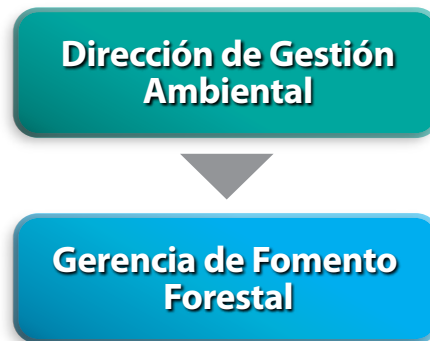 Dirección de Gestión
Ambiental
Gerencia de Fomento
Forestal